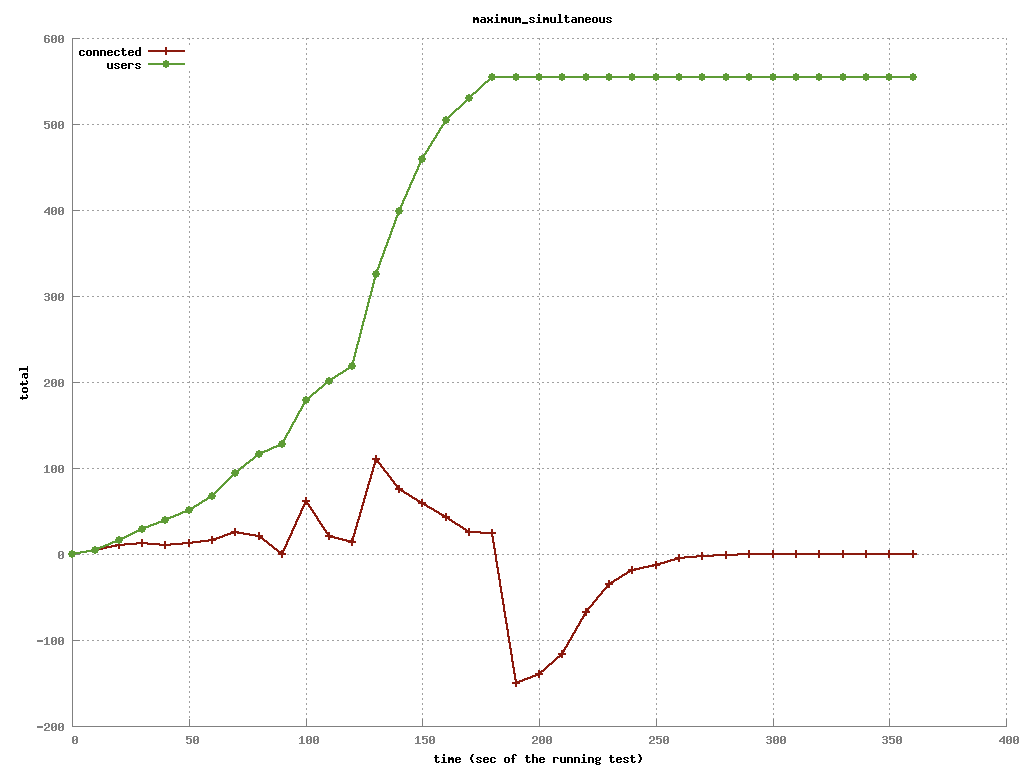 maximum_simultaneous
connected
users
600
500
400
300
200
100
0
-100
-200
total
0 50 100 150 200 250 300 350 400
time (sec of the running test)